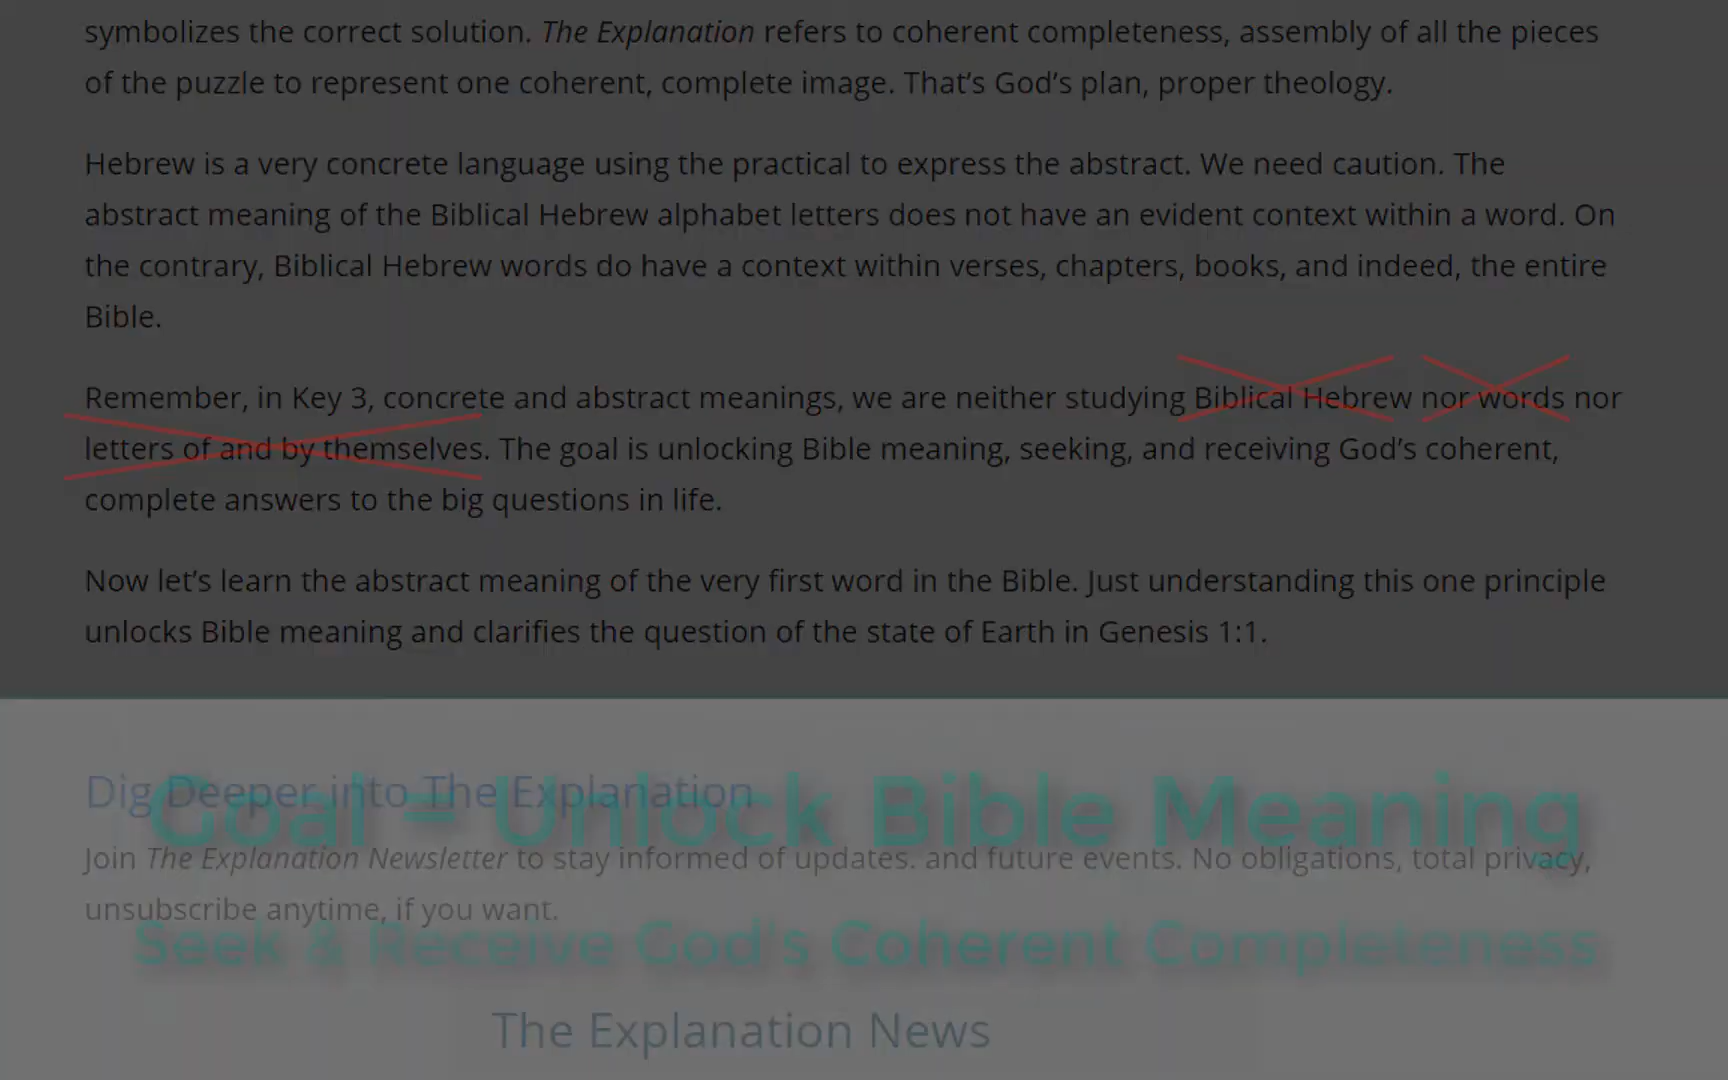 symbolizes the correct solution. The Explanation refers to coherent completeness, assembly of all the pieces
of the puzzle to represent one coherent, complete image. That's God's plan, proper theology.
Hebrew is a very concrete language using the practical to express the abstract. We need caution. The
abstract meaning of the Biblical Hebrew alphabet letters does not have an evident context within a word. On
the contrary, Biblical Hebrew words do have a context within verses, chapters, books, and indeed, the entire
Bible.
Remember, in Key 3, concrete and abstract meanings, we are neither studying Biblical Hebrew nor words nor
letters of and by themselves. The goal is unlocking Bible meaning, seeking, and receiving God's coherent,
complete answers to the big questions in life.
Now let's learn the abstract meaning of the very first word in the Bible. Just understanding this one principle
unlocks Bible meaning and clarifies the question of the state of Earth in Genesis 1:1.
Dig Deeper into The Explanation
Goal = Unlock Bible Meaning
Join The Explanation Newsletter to stay informed of updates. and future events. No obligations, total privacy,
unsubscribe anytime, if you want.
Seek & Receive God's Coherent Completeness
The Explanation News